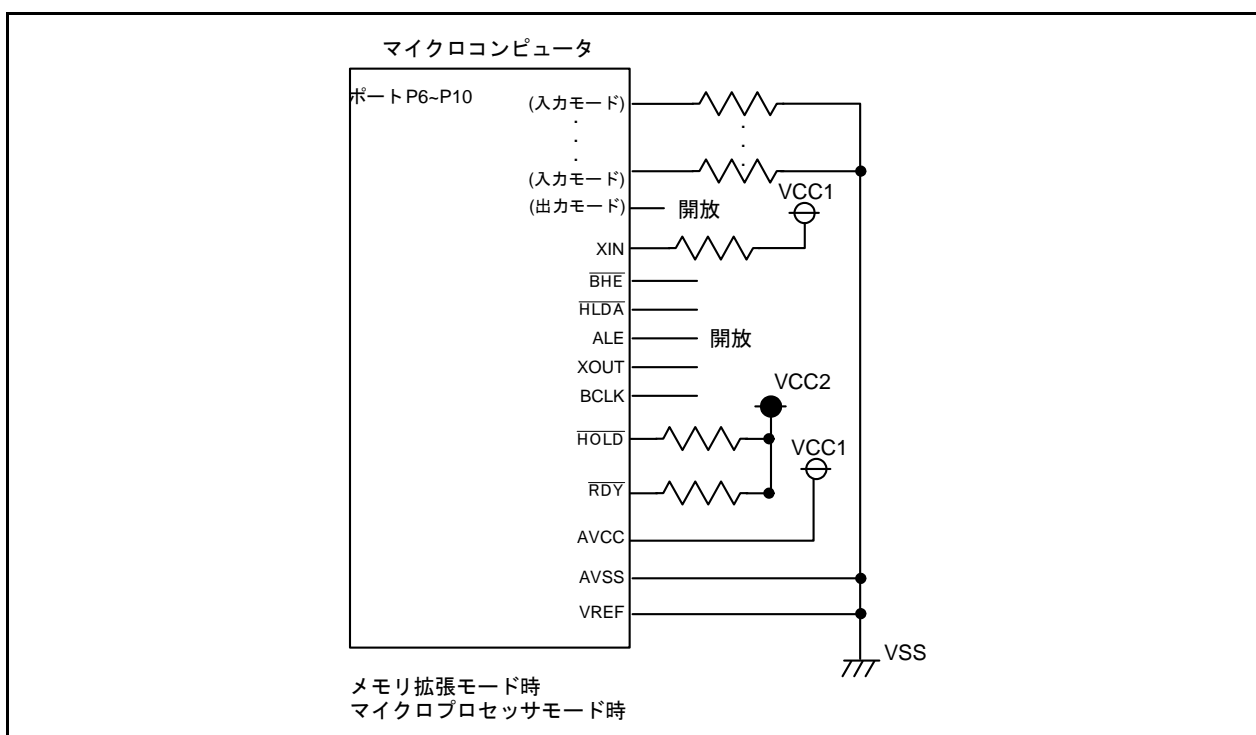 マイクロコンピュータ
ポートP6~P10
(入力モード)
(入力モード)
(出力モード)
開放
VCC1
XIN
BHE
HLDA
ALE
開放
XOUT
BCLK
VCC2
HOLD
VCC1
RDY
AVCC
AVSS
VREF
VSS
メモリ拡張モード時
マイクロプロセッサモード時